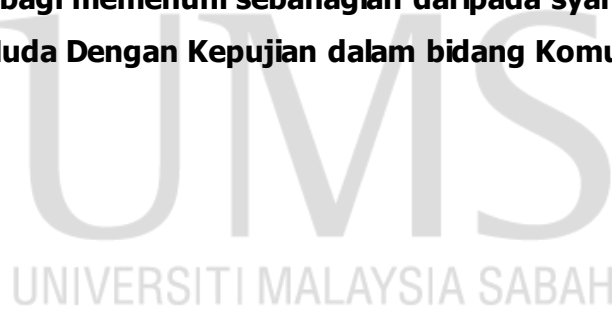 bagi memenuhi sebahagian daripada
Dengan Kepujian dalam bidang
UMS
UNIVERSITI MALAYSIA SABAH